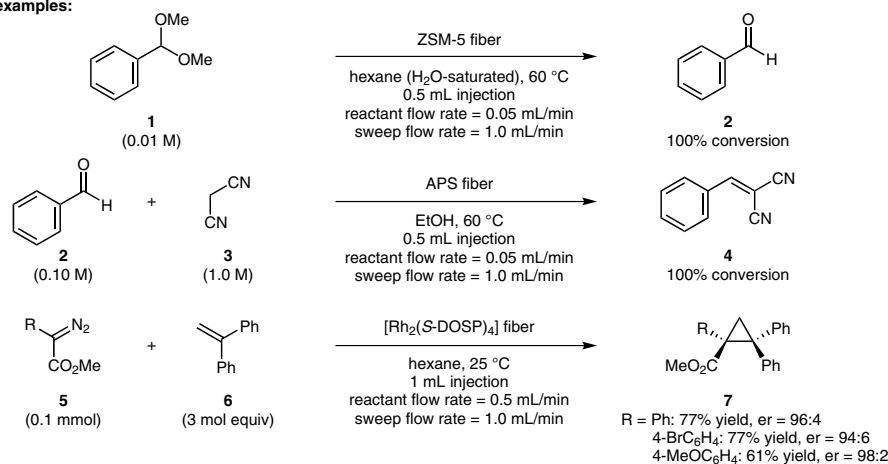 examples:
OMe
OMe
1
(0.01 M)
ZSM-5 fiber
hexane (H₂O-saturated), 60 °C
0.5 mL injection
reactant flow rate = 0.05 mL/min
sweep flow rate = 1.0 mL/min
O
H
2
100% conversion
O
H
2
(0.10 M)
+
CN
CN
3
(1.0 M)
APS fiber
EtOH, 60 °C
0.5 mL injection
reactant flow rate = 0.05 mL/min
sweep flow rate = 1.0 mL/min
CN
CN
4
100% conversion
R
N₂
CO₂Me
5
(0.1 mmol)
+
Ph
Ph
6
(3 mol equiv)
[Rh₂(S-DOSP)₄] fiber
hexane, 25 °C
1 mL injection
reactant flow rate = 0.5 mL/min
sweep flow rate = 1.0 mL/min
R
Ph
MeO₂C
Ph
7
R = Ph: 77% yield, er = 96:4
4-BrC₆H₄: 77% yield, er = 94:6
4-MeOC₆H₄: 61% yield, er = 98:2